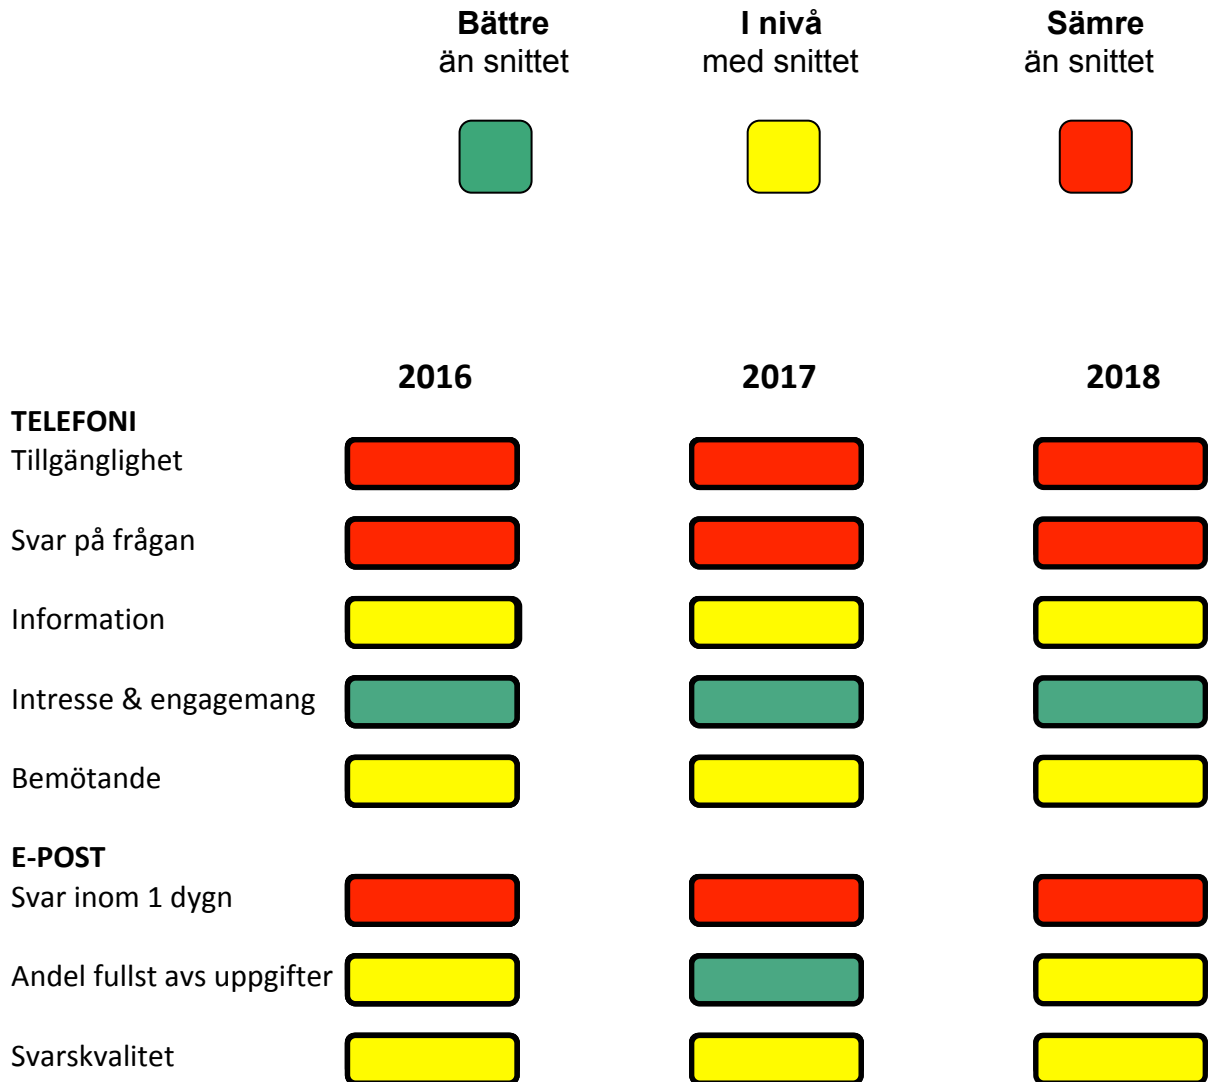 Bättre
än snittet
I nivå
med snittet
Sämre
än snittet
2016 2017 2018
TELEFONI
Tillgänglighet
Svar på frågan
Information
Intresse & engagemang
Bemötande
E-POST
Svar inom 1 dygn
Andel fullst avs uppgifter
Svarskvalitet